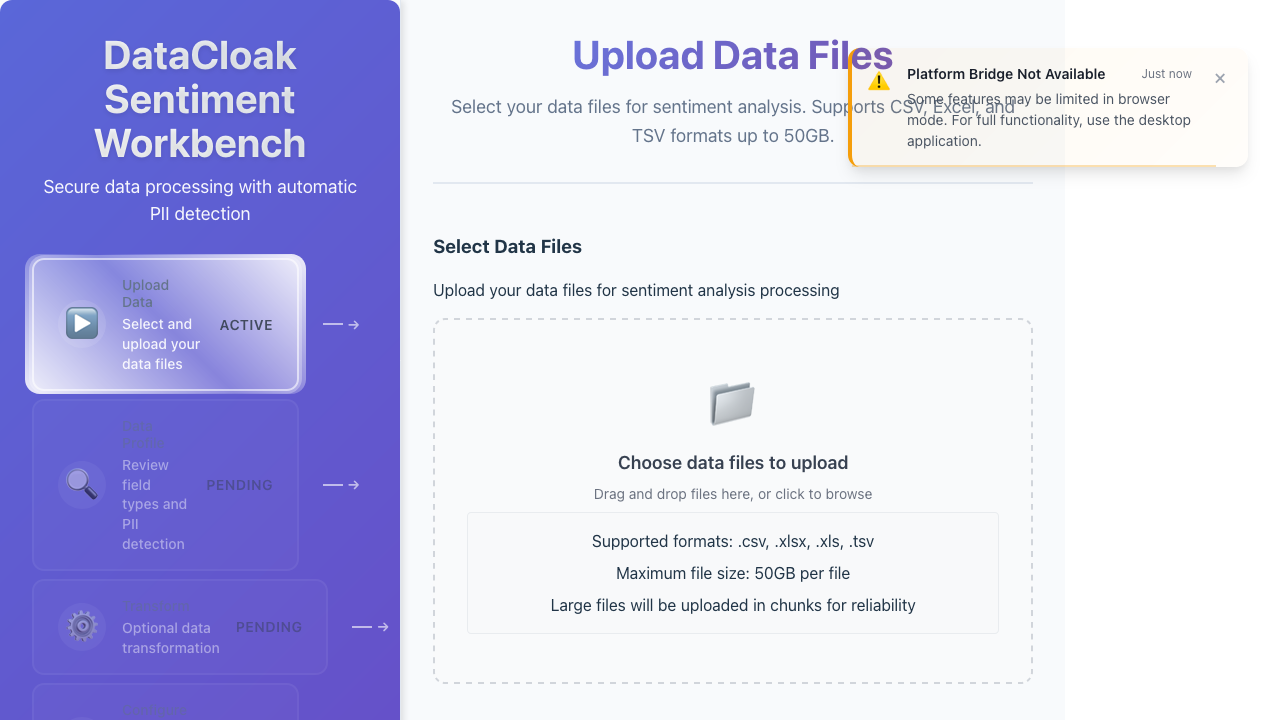 DataCloak
Sentiment
Workbench
Secure data processing with automatic
PII detection
Upload
Data
Select and
upload your
data files
ACTIVE
Review
field
types and
PII
detection
PENDING
Optional data
transformation
PENDING
Upload Data Files
Select your data files for sentiment analysis. Supports CSV, Excel, and
TSV formats up to 50GB.
Platform Bridge Not Available
Just now
Some features may be limited in browser
mode. For full functionality, use the desktop
application.
Select Data Files
Upload your data files for sentiment analysis processing
Choose data files to upload
Drag and drop files here, or click to browse
Supported formats: .csv, .xlsx, .xls, .tsv
Maximum file size: 50GB per file
Large files will be uploaded in chunks for reliability